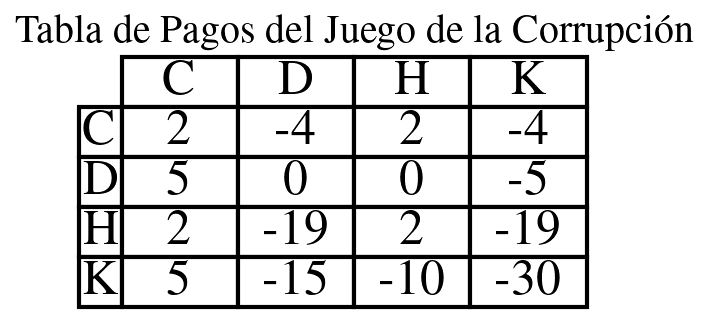 Tabla de Pagos del Juego de la Corrupción
C D H K
C 2 -4 2 -4
D 5 0 0 -5
H 2 -19 2 -19
K 5 -15 -10 -30